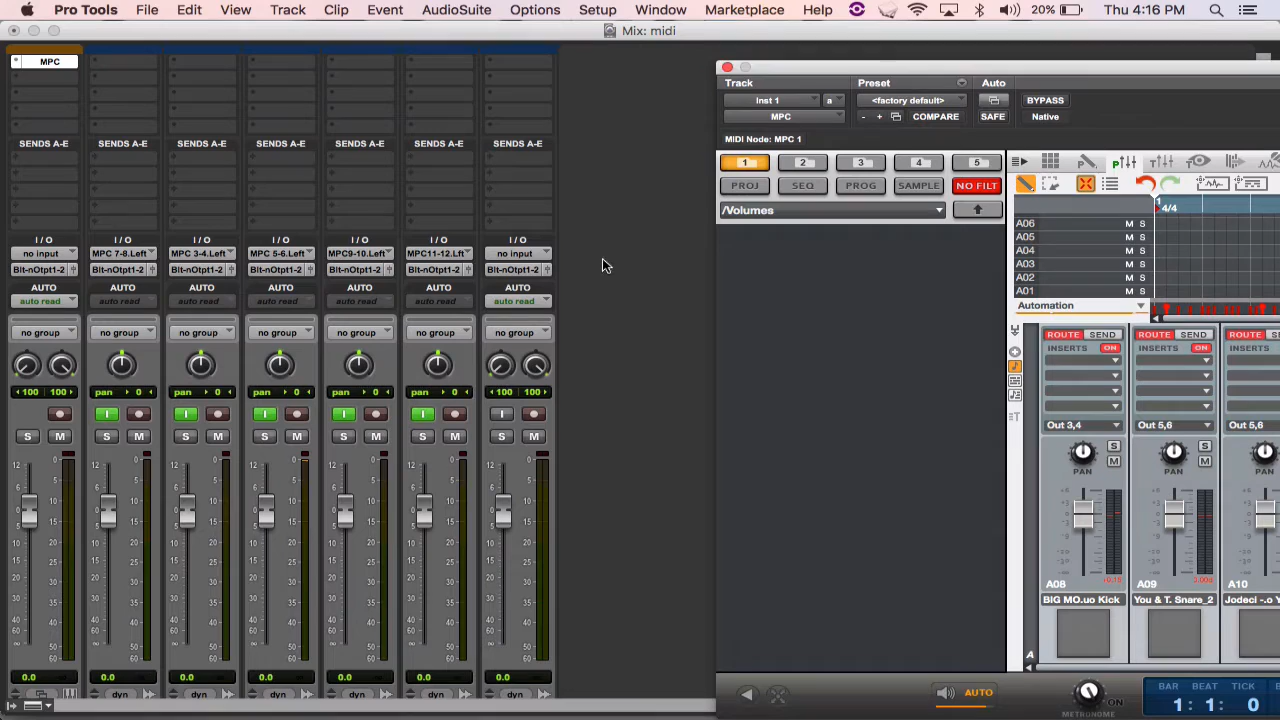 Pro Tools File Edit View Track Clip Event AudioSuite Options Setup Window Marketplace Help 20% Thu 4:16 PM
Mix: midi
MPC
SENDS A-E SENDS A-E SENDS A-E SENDS A-E SENDS A-E SENDS A-E SENDS A-E
I / O I / O I / O I / O I / O I / O I / O
no input MPC 7-8.Left MPC 3-4.Left MPC 5-6.Left MPC9-10.Lft MPC11-12.Lft no input
Blt-nOtpt1-2 Blt-nOtpt1-2 Blt-nOtpt1-2 Blt-nOtpt1-2 Blt-nOtpt1-2 Blt-nOtpt1-2 Blt-nOtpt1-2
AUTO AUTO AUTO AUTO AUTO AUTO AUTO
auto read auto read auto read auto read auto read auto read auto read
no group no group no group no group no group no group no group
100 100 pan 0 pan 0 pan 0 pan 0 pan 0 100 100
S M S M S M S M S M S M S M
0.0 0.0 0.0 0.0 0.0 0.0 0.0
dyn dyn dyn dyn dyn dyn
Track Preset Auto
Inst 1 a <factory default> BYPASS
MPC - + COMPARE SAFE Native
MIDI Node: MPC 1
1 2 3 4 5
PROJ SEQ PROG SAMPLE NO FILT
/Volumes
1
4/4
A06 M S
A05 M S
A04 M S
A03 M S
A02 M S
A01 M S
Automation
ROUTE SEND ROUTE SEND ROUTE SEND
INSERTS ON INSERTS ON INSERTS
Out 3,4 Out 5,6 Out 5,6
S S
M M
PAN PAN PAN
A08 A09 A10
BIG MO.uo Kick You & T. Snare_2 Jodeci -.o Y
A
AUTO
METRONOME ON
BAR BEAT TICK
1: 1: 0